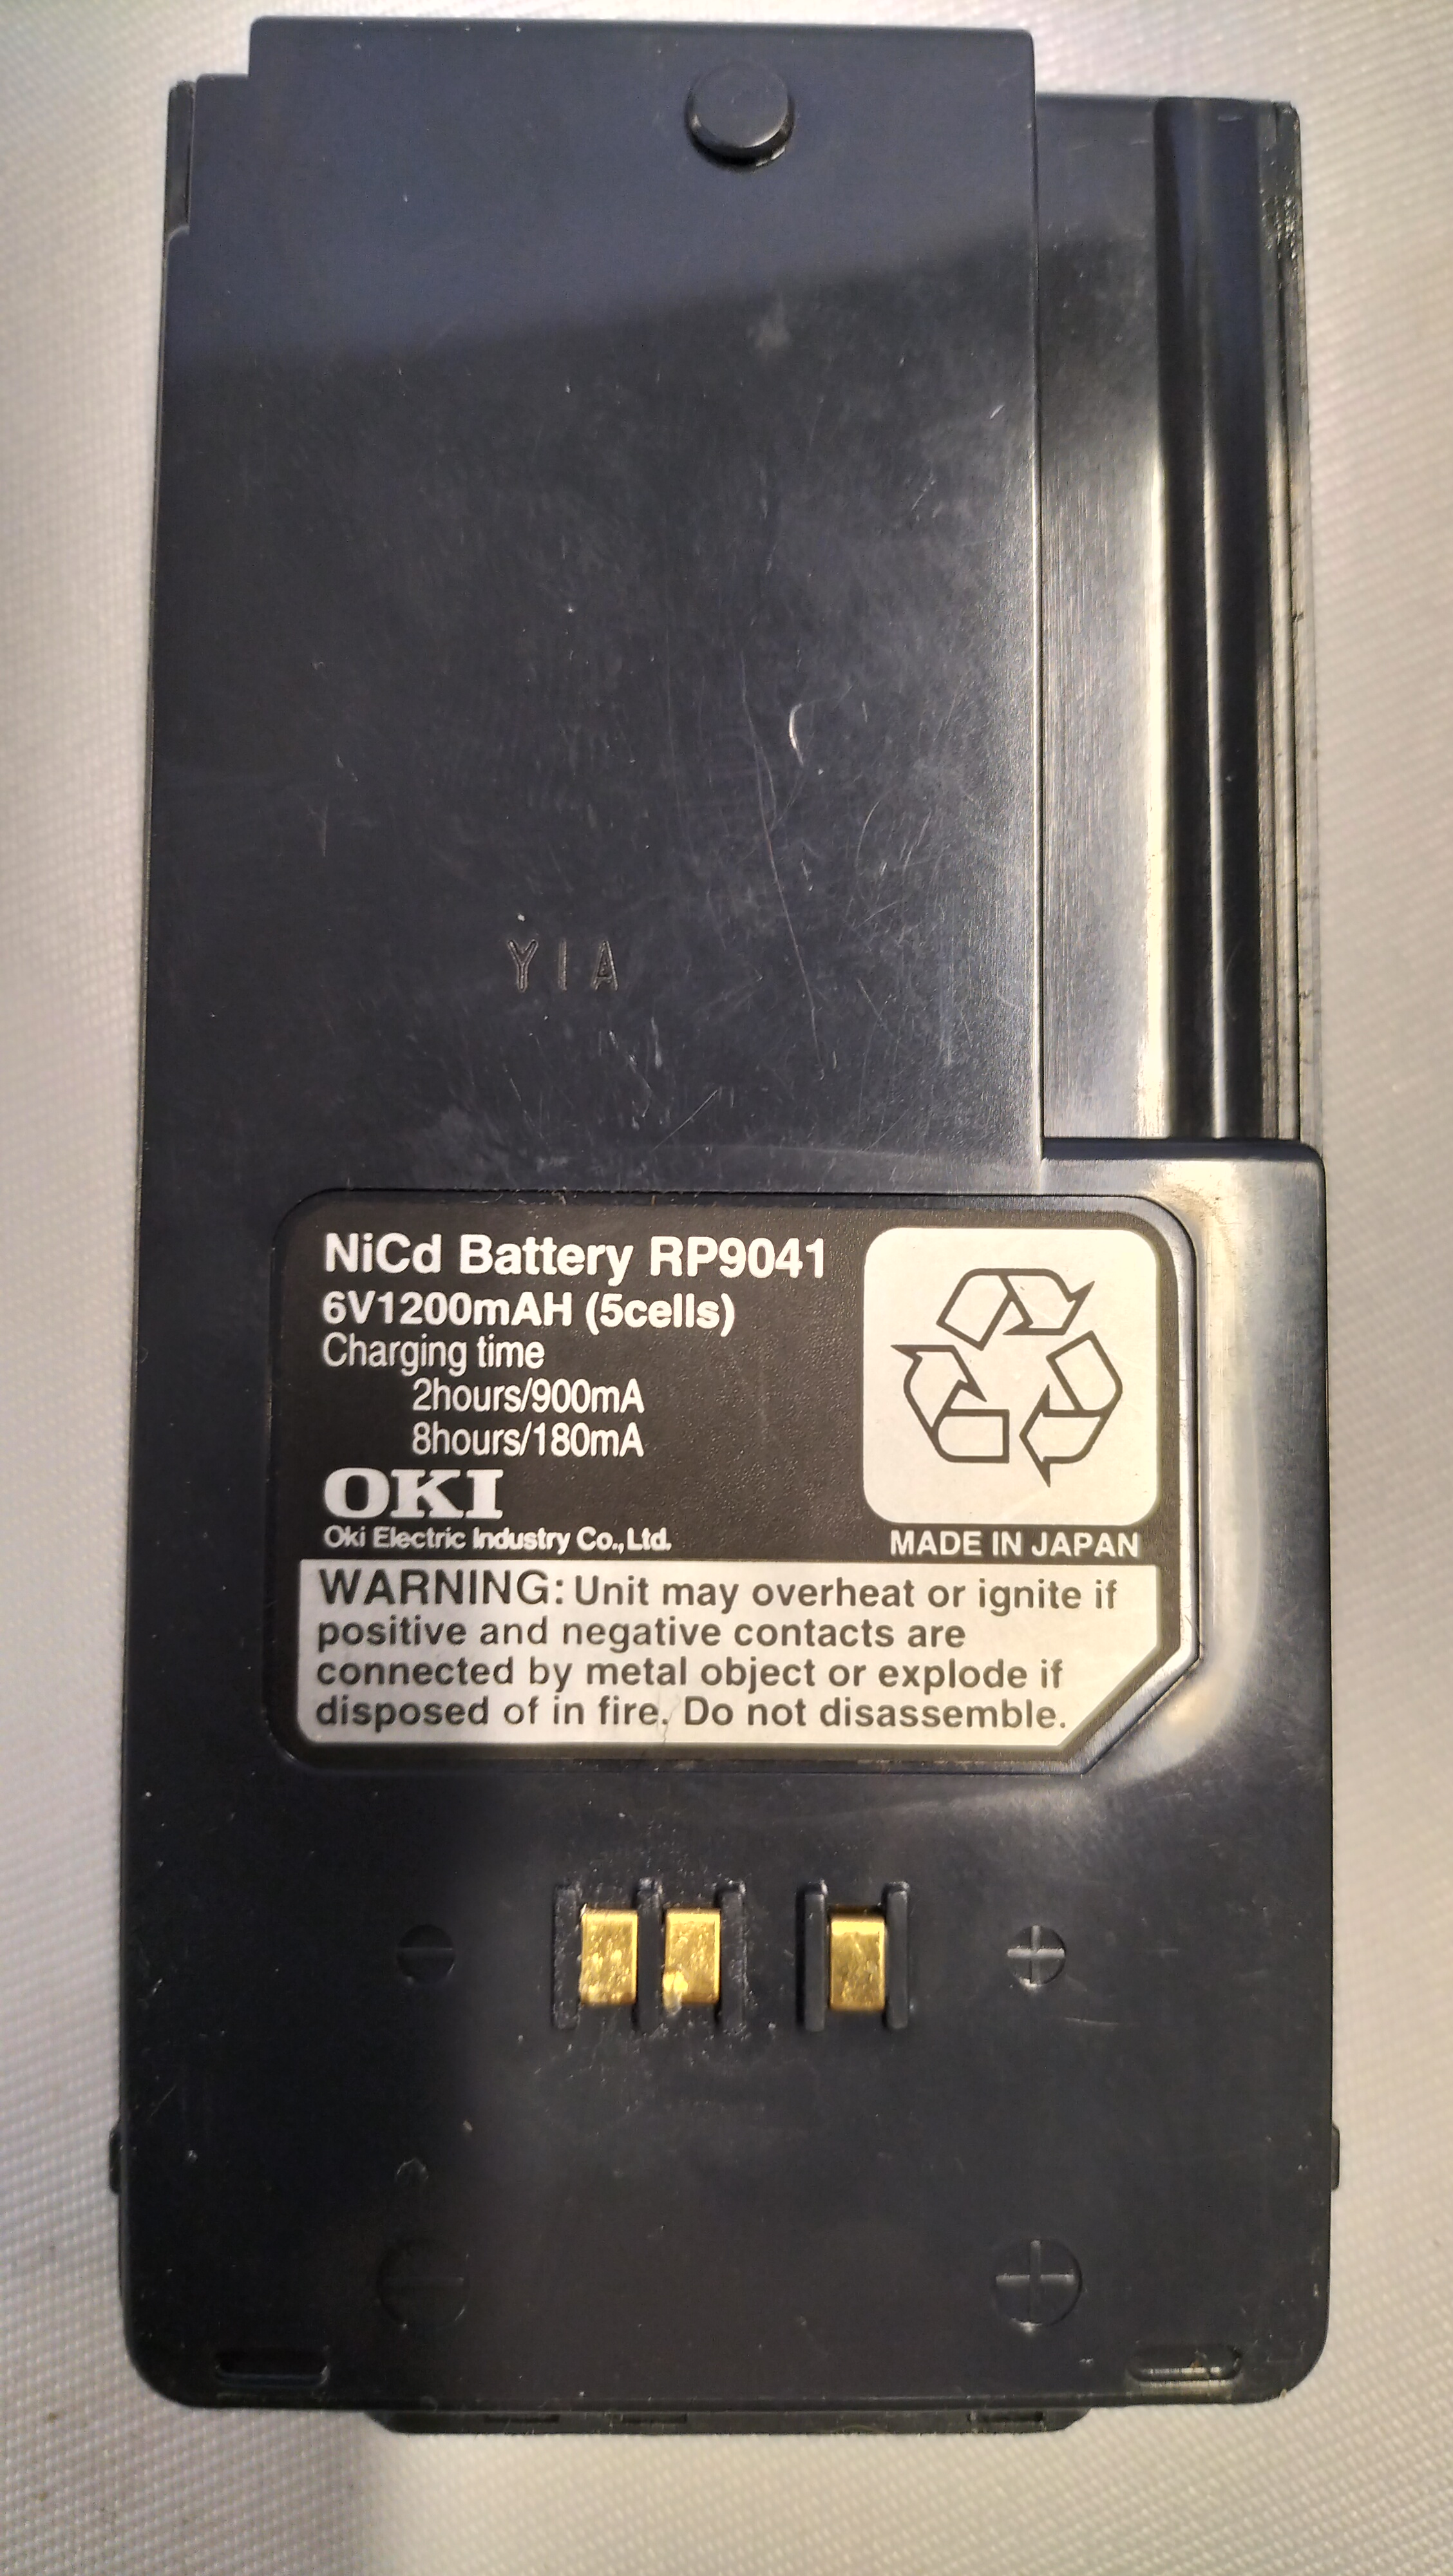 YIA
NiCd Battery RP9041
6V1200mAH (5cells)
Charging time
2hours/900mA
8hours/180mA
OKI
Oki Electric Industry Co.,Ltd.
MADE IN JAPAN
WARNING: Unit may overheat or ignite if
positive and negative contacts are
connected by metal object or explode if
disposed of in fire. Do not disassemble.
− +
− +